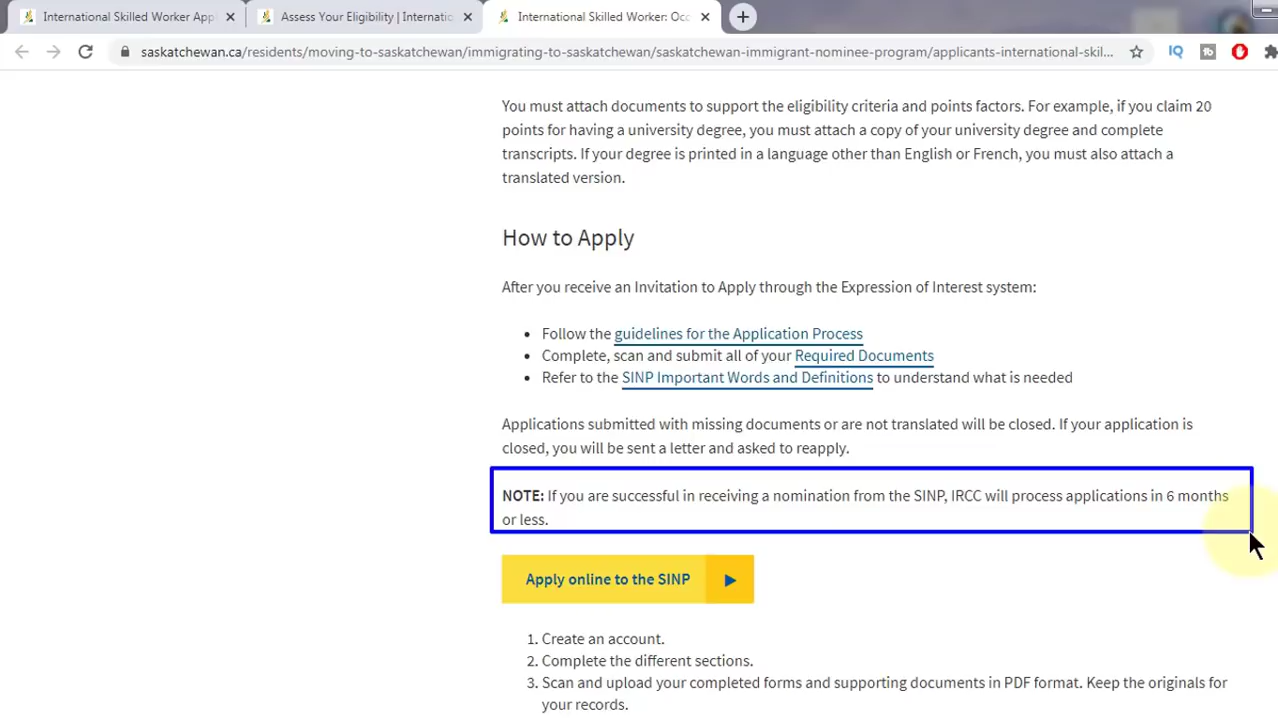 International Skilled Worker Appl
Assess Your Eligibility | Internatio
International Skilled Worker: Occ
saskatchewan.ca/residents/moving-to-saskatchewan/immigrating-to-saskatchewan/saskatchewan-immigrant-nominee-program/applicants-international-skil...
IQ
tb
You must attach documents to support the eligibility criteria and points factors. For example, if you claim 20
points for having a university degree, you must attach a copy of your university degree and complete
transcripts. If your degree is printed in a language other than English or French, you must also attach a
translated version.
How to Apply
After you receive an Invitation to Apply through the Expression of Interest system:
• Follow the guidelines for the Application Process
• Complete, scan and submit all of your Required Documents
• Refer to the SINP Important Words and Definitions to understand what is needed
Applications submitted with missing documents or are not translated will be closed. If your application is
closed, you will be sent a letter and asked to reapply.
NOTE: If you are successful in receiving a nomination from the SINP, IRCC will process applications in 6 months
or less.
Apply online to the SINP
1. Create an account.
2. Complete the different sections.
3. Scan and upload your completed forms and supporting documents in PDF format. Keep the originals for
your records.